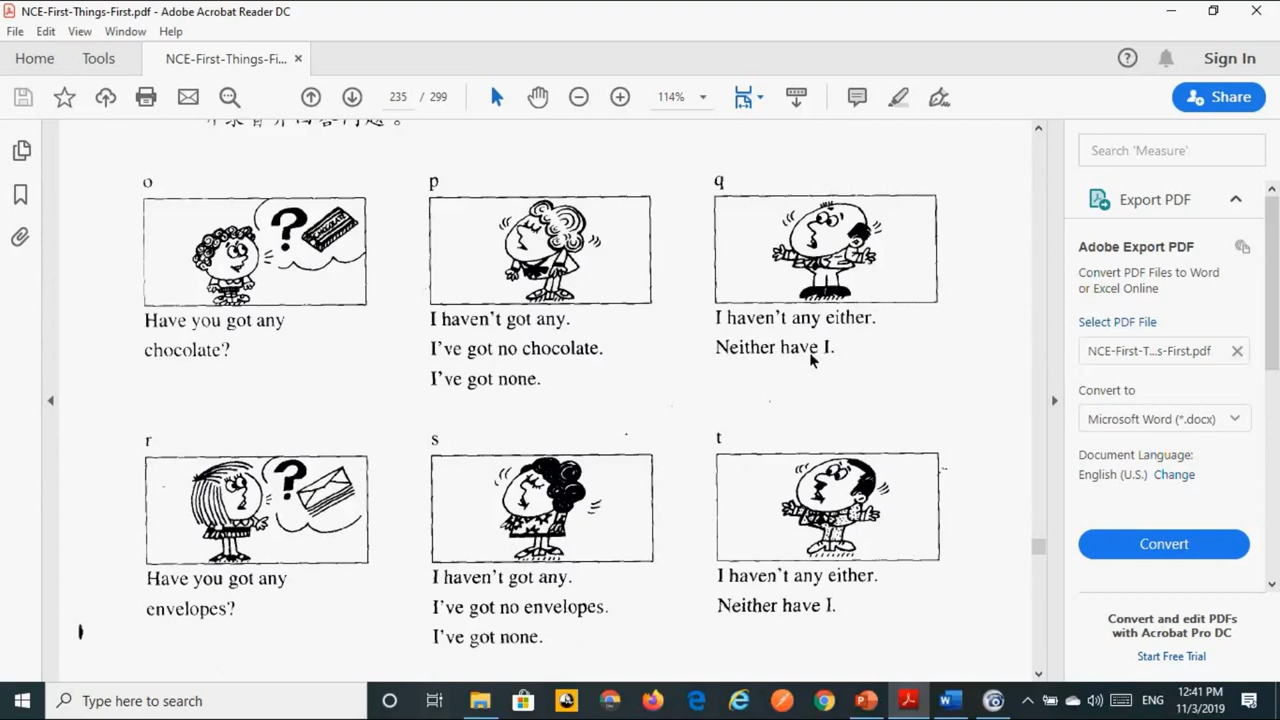 NCE-First-Things-First.pdf - Adobe Acrobat Reader DC
File Edit View Window Help
Home Tools NCE-First-Things-Fi... ×
Sign In
235 / 299
114%
Share
o
p
q
CHOCOLATE
Have you got any
chocolate?
I haven't got any.
I've got no chocolate.
I've got none.
I haven't any either.
Neither have I.
r
s
t
Have you got any
envelopes?
I haven't got any.
I've got no envelopes.
I've got none.
I haven't any either.
Neither have I.
Search 'Measure'
Export PDF
Adobe Export PDF
Convert PDF Files to Word
or Excel Online
Select PDF File
NCE-First-T...s-First.pdf
Convert to
Microsoft Word (*.docx)
Document Language:
English (U.S.) Change
Convert
Convert and edit PDFs
with Acrobat Pro DC
Start Free Trial
Type here to search
ENG
12:41 PM
11/3/2019